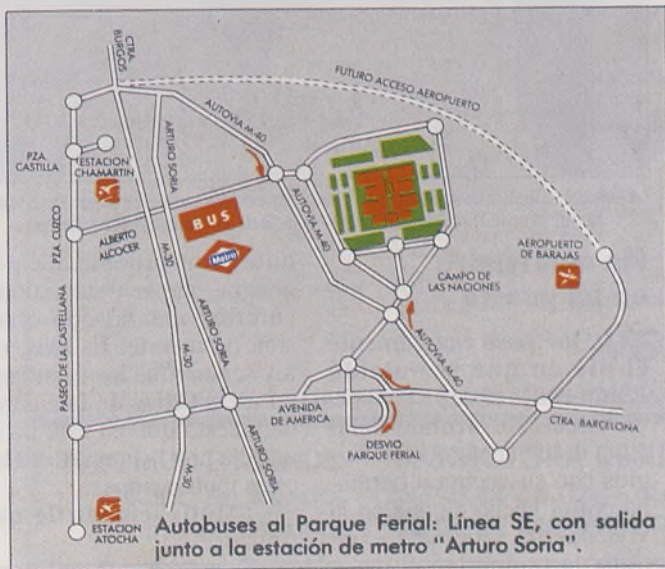 CTRA.
BURGOS
FUTURO ACCESO AEROPUERTO
AUTOVIA M-40
ARTURO SORIA
PZA.
CASTILLA
ESTACION
CHAMARTIN
BUS
Metro
ALBERTO
ALCOCER
PZA. CUZCO
M-30
AUTOVIA M-40
AEROPUERTO
DE BARAJAS
CAMPO DE
LAS NACIONES
PASEO DE LA CASTELLANA
M-30
ARTURO SORIA
AUTOVIA M-40
AVENIDA
DE AMERICA
CTRA. BARCELONA
DESVIO
PARQUE FERIAL
M-30
ARTURO SORIA
ESTACION
ATOCHA
Autobuses al Parque Ferial: Línea SE, con salida
junto a la estación de metro "Arturo Soria".